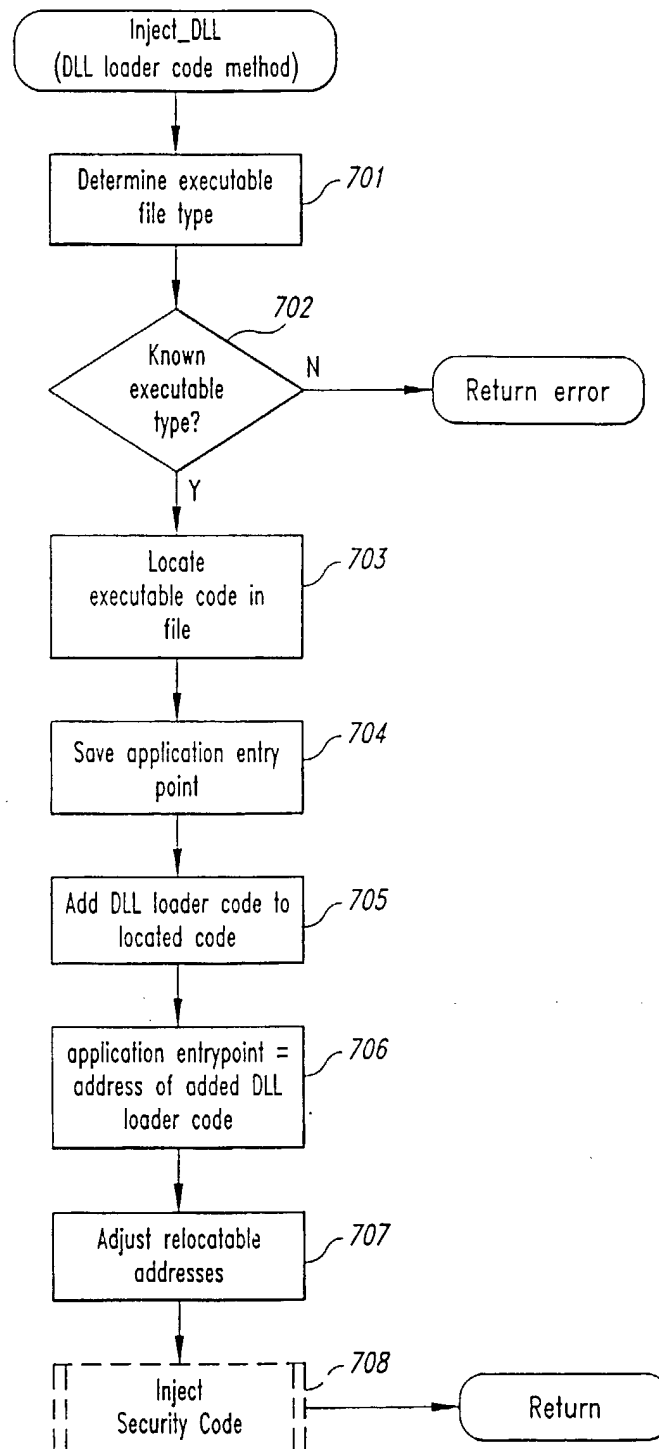 Inject_DLL
(DLL loader code method)
Determine executable
file type
701
702
Known
executable
type?
N
Return error
Y
Locate
executable code in
file
703
Save application entry
point
704
Add DLL loader code to
located code
705
application entrypoint =
address of added DLL
loader code
706
Adjust relocatable
addresses
707
Inject
Security Code
708
Return